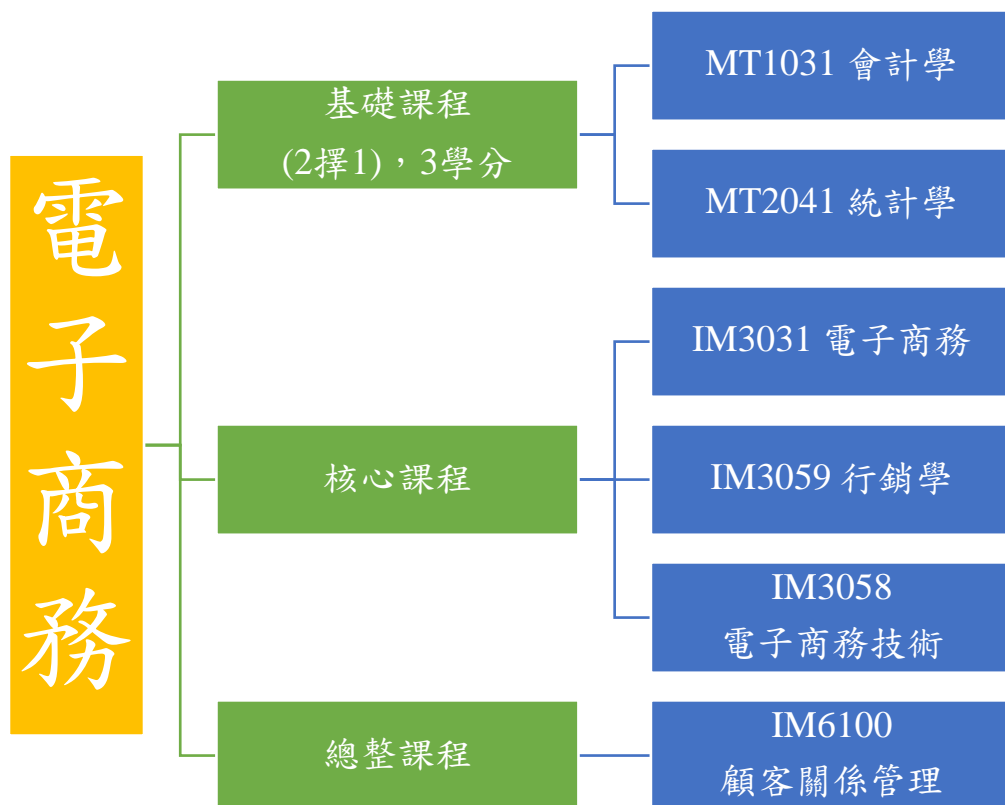 電子商務
基礎課程
(2擇1)，3學分
MT1031 會計學
MT2041 統計學
核心課程
IM3031 電子商務
IM3059 行銷學
IM3058
電子商務技術
總整課程
IM6100
顧客關係管理